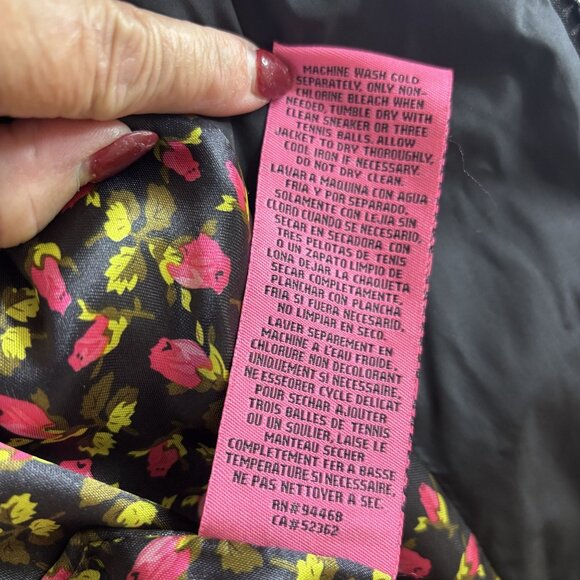 MACHINE WASH COLD
SEPARATELY, ONLY NON-
CHLORINE BLEACH WHEN
NEEDED, TUMBLE DRY WITH
CLEAN SNEAKER OR THREE
TENNIS BALLS. ALLOW
JACKET TO DRY THOROUGHLY.
COOL IRON IF NECESSARY.
DO NOT DRY CLEAN.
LAVAR A MAQUINA CON AGUA
FRIA Y POR SEPARADO,
SOLAMENTE CON LEJIA SIN
CLORO CUANDO SE NECESARIO,
SECAR EN SECADORA CON
TRES PELOTAS DE TENIS
O UN ZAPATO LIMPIO DE
LONA DEJAR LA CHAQUETA
SECAR COMPLETAMENTE.
PLANCHAR CON PLANCHA
FRIA SI FUERA NECESARIO.
NO LIMPIAR EN SECO.
LAVER SEPAREMENT EN
MACHINE A L'EAU FROIDE,
CHLORURE NON DECOLORANT
UNIQUEMENT SI NECESSAIRE.
NE ESSEORER CYCLE DELICAT
POUR SECHAR AJOUTER
TROIS BALLES DE TENNIS
OU UN SOULIER, LAISE LE
MANTEAU SECHER
COMPLETEMENT FER A BASSE
TEMPERATURE SI NECESSAIRE.
NE PAS NETTOVER A SEC.
RN#94468
CA#52362